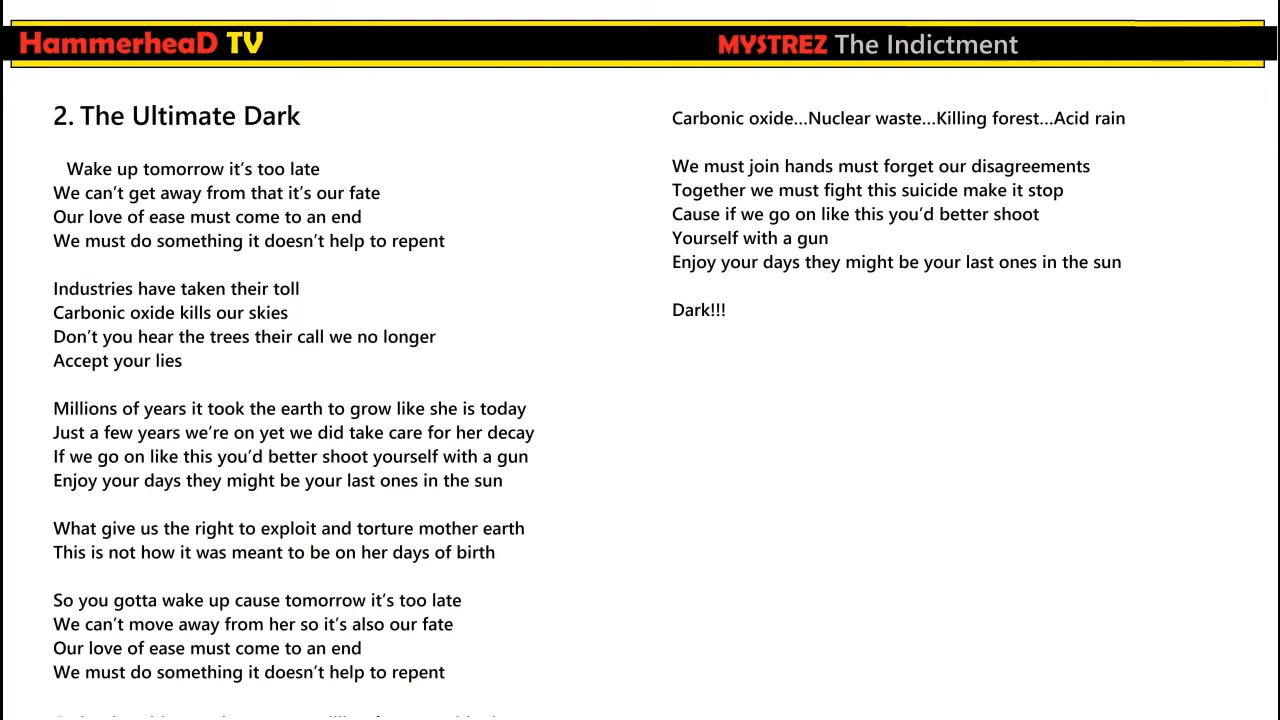 HammerheaD TV
MYSTREZ The Indictment
2. The Ultimate Dark
Wake up tomorrow it's too late
We can't get away from that it's our fate
Our love of ease must come to an end
We must do something it doesn't help to repent
Industries have taken their toll
Carbonic oxide kills our skies
Don't you hear the trees their call we no longer
Accept your lies
Millions of years it took the earth to grow like she is today
Just a few years we're on yet we did take care for her decay
If we go on like this you'd better shoot yourself with a gun
Enjoy your days they might be your last ones in the sun
What give us the right to exploit and torture mother earth
This is not how it was meant to be on her days of birth
So you gotta wake up cause tomorrow it's too late
We can't move away from her so it's also our fate
Our love of ease must come to an end
We must do something it doesn't help to repent
Carbonic oxide...Nuclear waste...Killing forest...Acid rain
We must join hands must forget our disagreements
Together we must fight this suicide make it stop
Cause if we go on like this you'd better shoot
Yourself with a gun
Enjoy your days they might be your last ones in the sun
Dark!!!